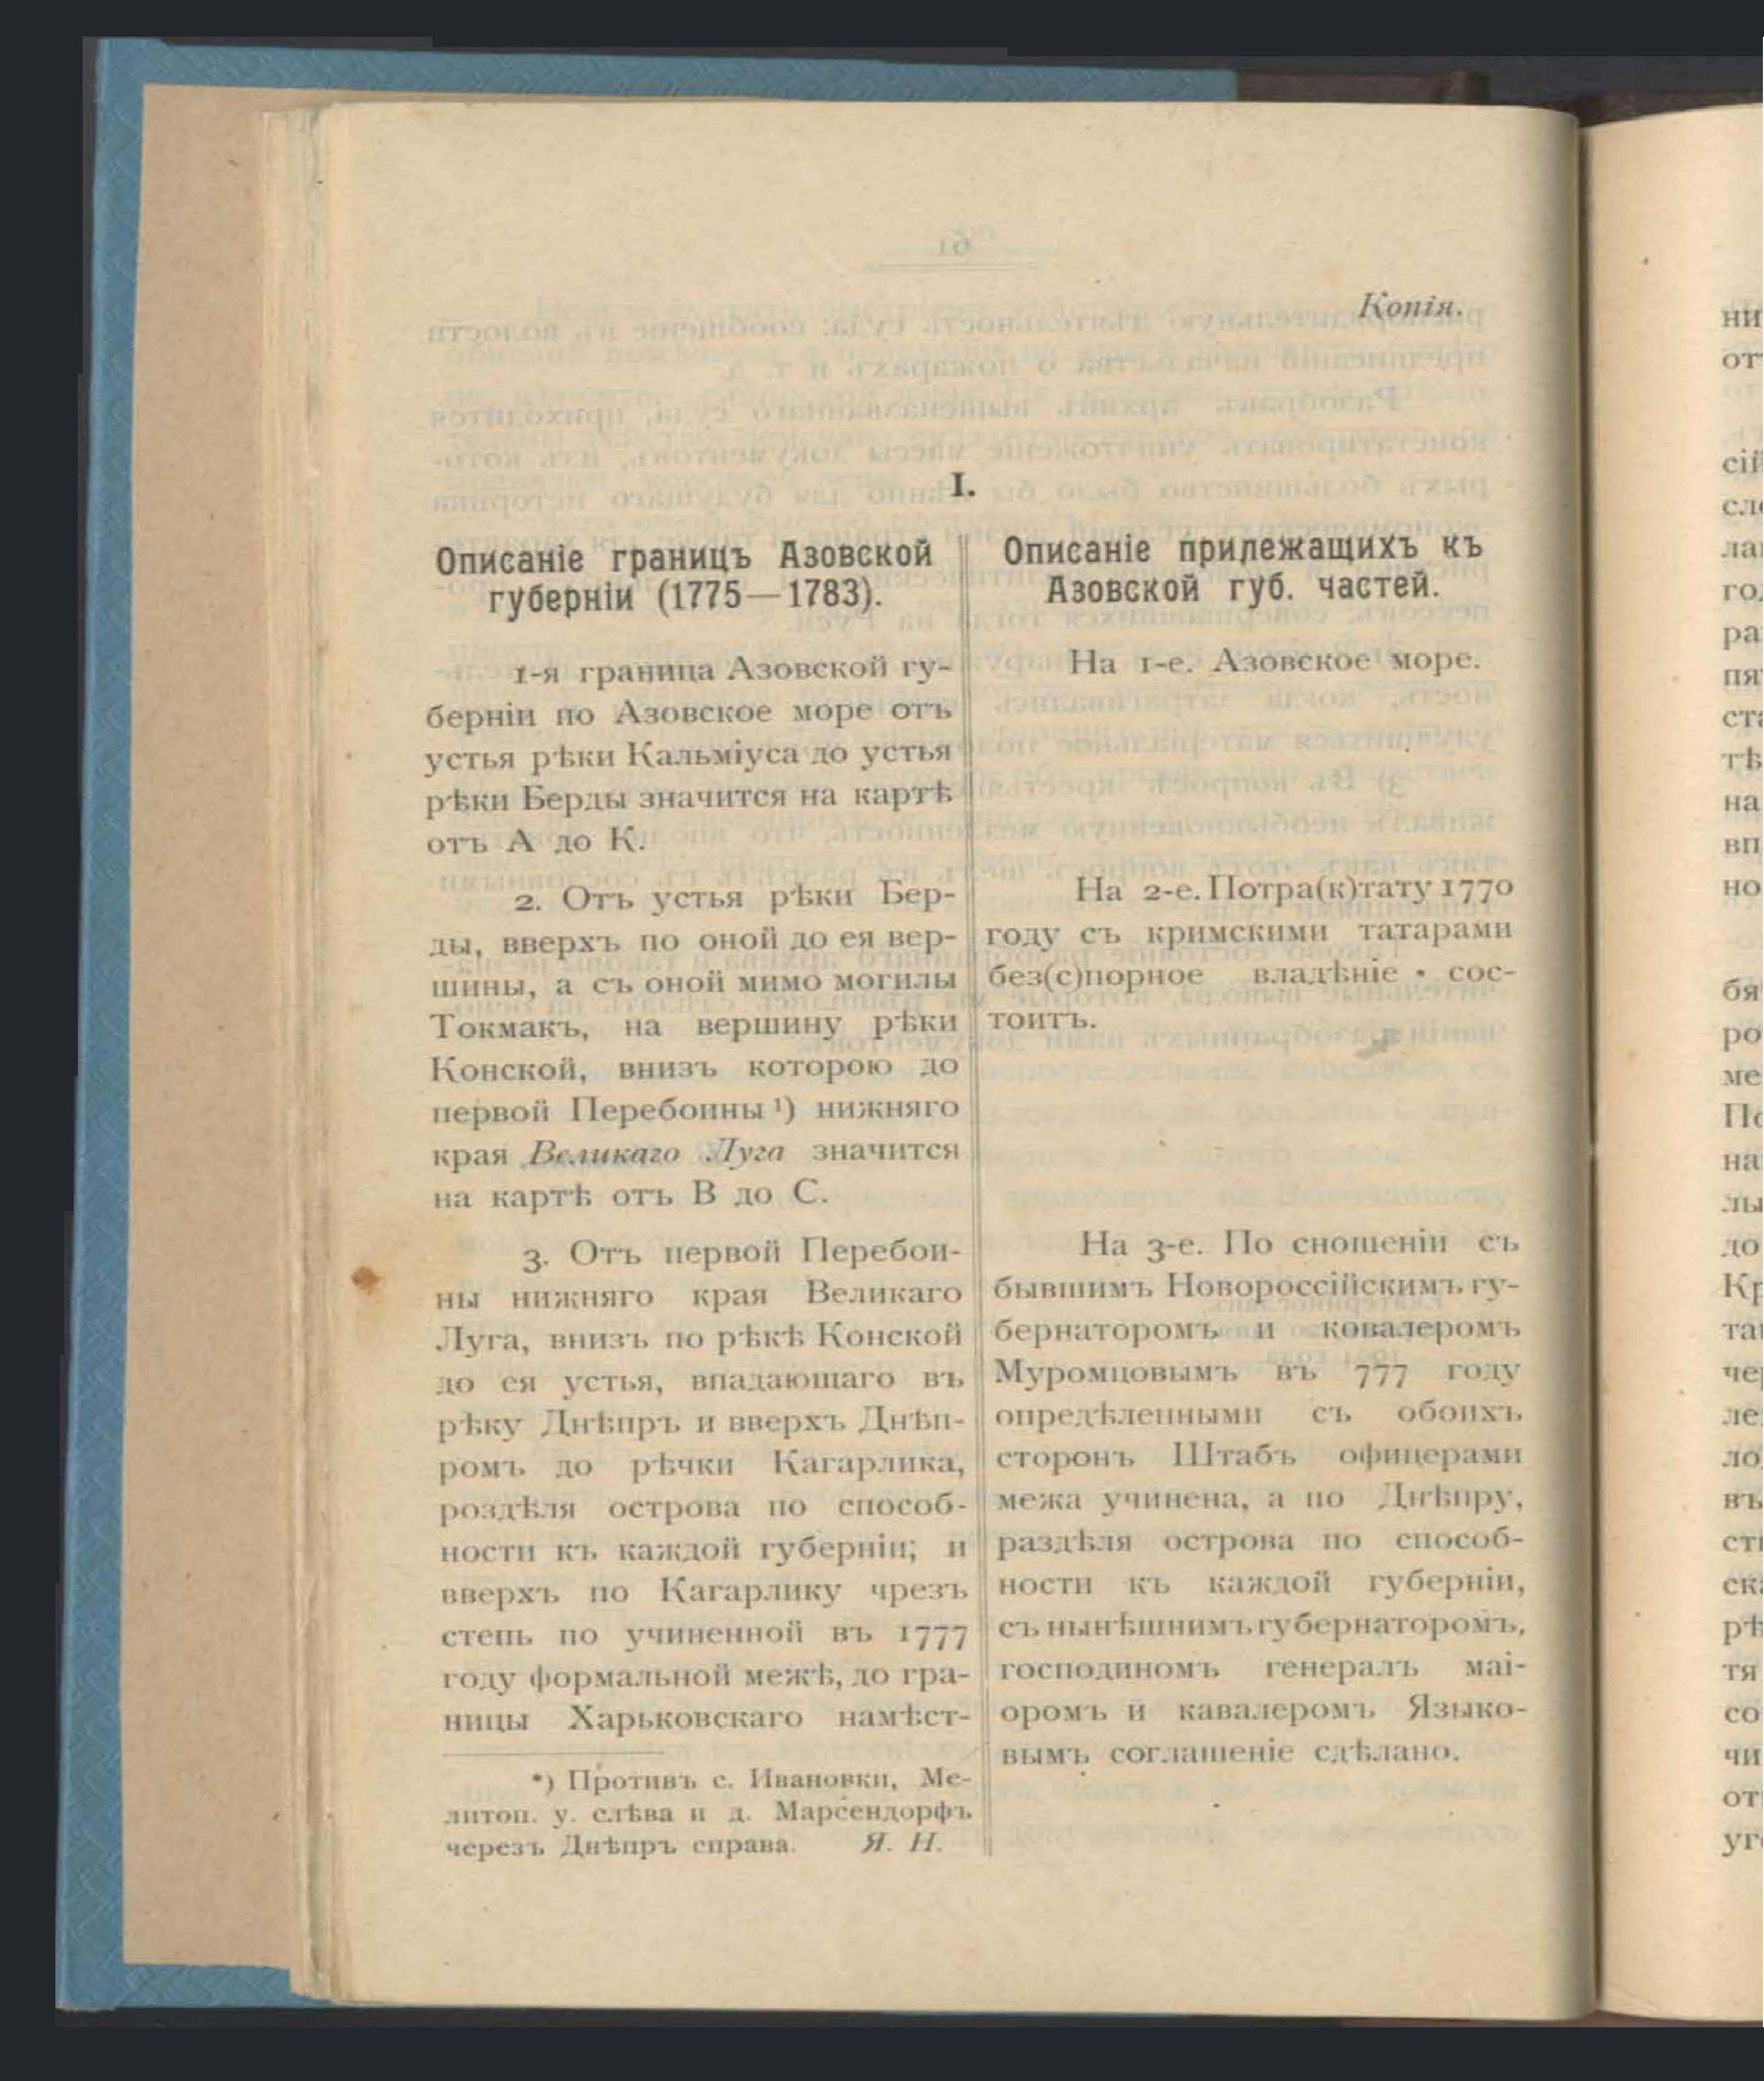 Копія.
I.
Описаніе границъ Азовской
губерніи (1775—1783).
1-я граница Азовской гу-
берніи по Азовское море отъ
устья рѣки Кальміуса до устья
рѣки Берды значится на картѣ
отъ А до К.
2. Отъ устья рѣки Бер-
ды, вверхъ по оной до ея вер-
шины, а съ оной мимо могилы
Токмакъ, на вершину рѣки
Конской, внизъ которою до
первой Перебоины ¹) нижняго
края Великаго Луга значится
на картѣ отъ В до С.
3. Отъ первой Перебои-
ны нижняго края Великаго
Луга, внизъ по рѣкѣ Конской
до ея устья, впадающаго въ
рѣку Днѣпръ и вверхъ Днѣп-
ромъ до рѣчки Кагарлика,
роздѣля острова по способ-
ности къ каждой губерніи; и
вверхъ по Кагарлику чрезъ
степь по учиненной въ 1777
году формальной межѣ, до гра-
ницы Харьковскаго намѣст-
*) Противъ с. Ивановки, Ме-
литоп. у. слѣва и д. Марсендорфъ
черезъ Днѣпръ справа. Я. Н.
Описаніе прилежащихъ къ
Азовской губ. частей.
На 1-е. Азовское море.
На 2-е. Потра(к)тату 1770
году съ кримскими татарами
без(с)порное владѣніе сос-
тоитъ.
На 3-е. По сношеніи съ
бывшимъ Новороссійскимъ гу-
бернаторомъ и ковалеромъ
Муромцовымъ въ 777 году
опредѣленными съ обоихъ
сторонъ Штабъ офицерами
межа учинена, а по Днѣпру,
раздѣля острова по способ-
ности къ каждой губерніи,
съ нынѣшнимъ губернаторомъ,
господиномъ генералъ маі-
оромъ и кавалеромъ Языко-
вымъ соглашеніе сдѣлано.